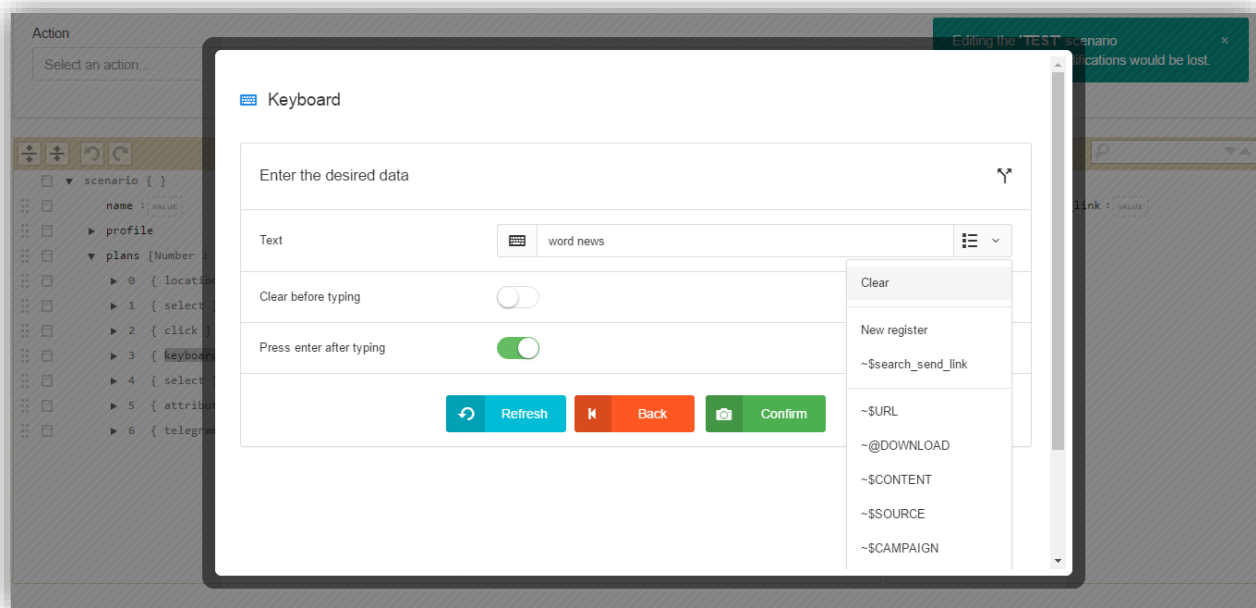 Action
Select an action...
Editing the 'TEST' scenario
×
ifications would be lost.
Keyboard
Enter the desired data
Text
word news
Clear before typing
Press enter after typing
Refresh
Back
Confirm
Clear
New register
~$search_send_link
~$URL
~@DOWNLOAD
~$CONTENT
~$SOURCE
~$CAMPAIGN
scenario { }
name : VALUE
profile
plans [Number :
0 { location
1 { select }
2 { click }
3 { keyboard
4 { select }
5 { attribut
6 { telegram
link : VALUE